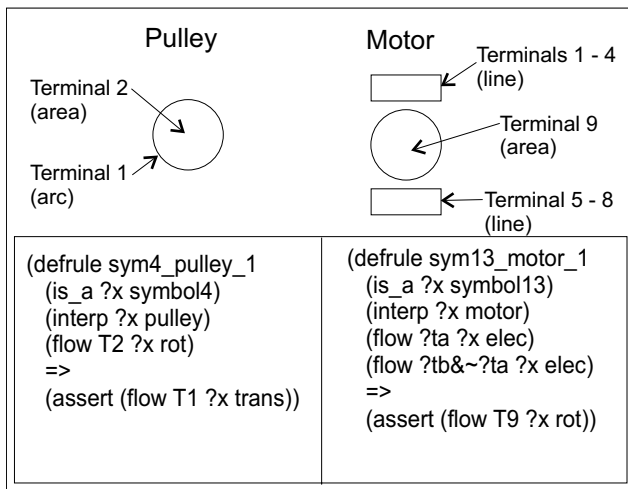 Pulley
Motor
Terminal 2
(area)
Terminal 1
(arc)
Terminals 1 - 4
(line)
Terminal 9
(area)
Terminal 5 - 8
(line)
(defrule sym4_pulley_1
(is_a ?x symbol4)
(interp ?x pulley)
(flow T2 ?x rot)
=>
(assert (flow T1 ?x trans))
(defrule sym13_motor_1
(is_a ?x symbol13)
(interp ?x motor)
(flow ?ta ?x elec)
(flow ?tb&~?ta ?x elec)
=>
(assert (flow T9 ?x rot))